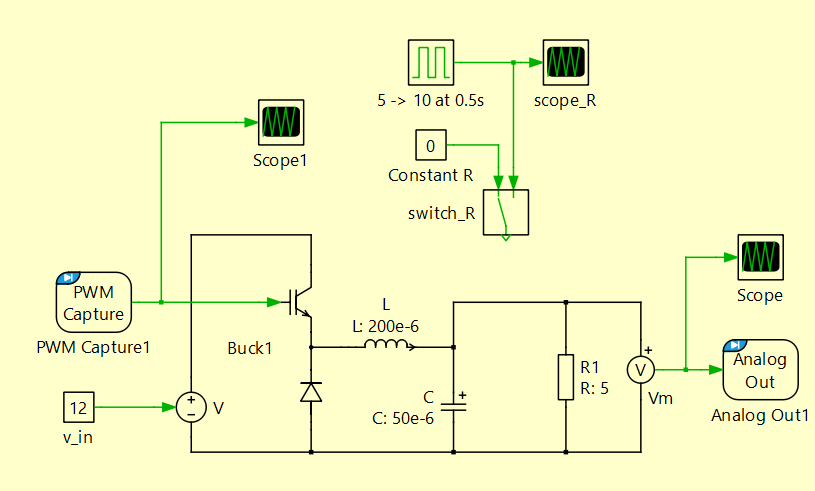 5 -> 10 at 0.5s
scope_R
Scope1
0
Constant R
switch_R
PWM
Capture
PWM Capture1
Buck1
L
L: 200e-6
Scope
12
v_in
V
C
C: 50e-6
R1
R: 5
V
Vm
Analog
Out
Analog Out1